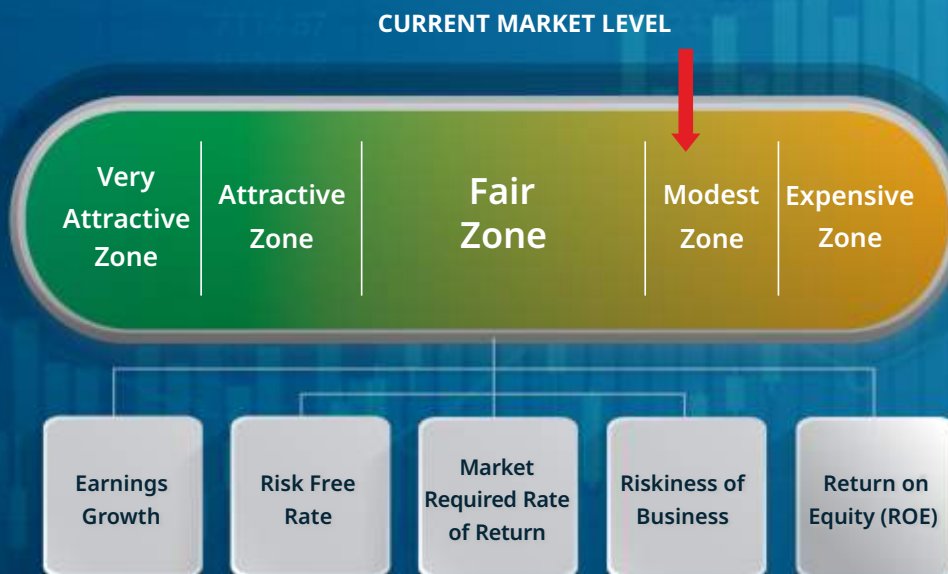 CURRENT MARKET LEVEL
Very
Attractive
Zone
Attractive
Zone
Fair
Zone
Modest
Zone
Expensive
Zone
Earnings
Growth
Risk Free
Rate
Market
Required Rate
of Return
Riskiness of
Business
Return on
Equity (ROE)